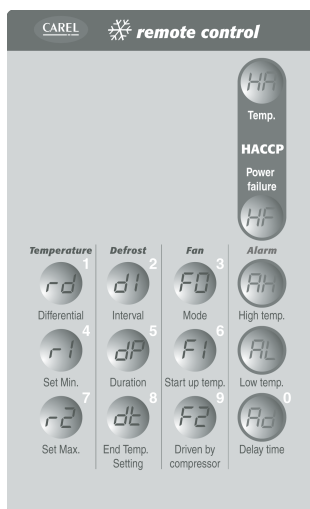 CAREL remote control
HA
Temp.
HACCP
Power
failure
HF
Temperature Defrost Fan Alarm
rd 1 dI 2 F0 3 AH
Differential Interval Mode High temp.
r1 4 dP 5 F1 6 AL
Set Min. Duration Start up temp. Low temp.
r2 7 dt 8 F2 9 Ad 0
Set Max. End Temp. Driven by Delay time
Setting compressor